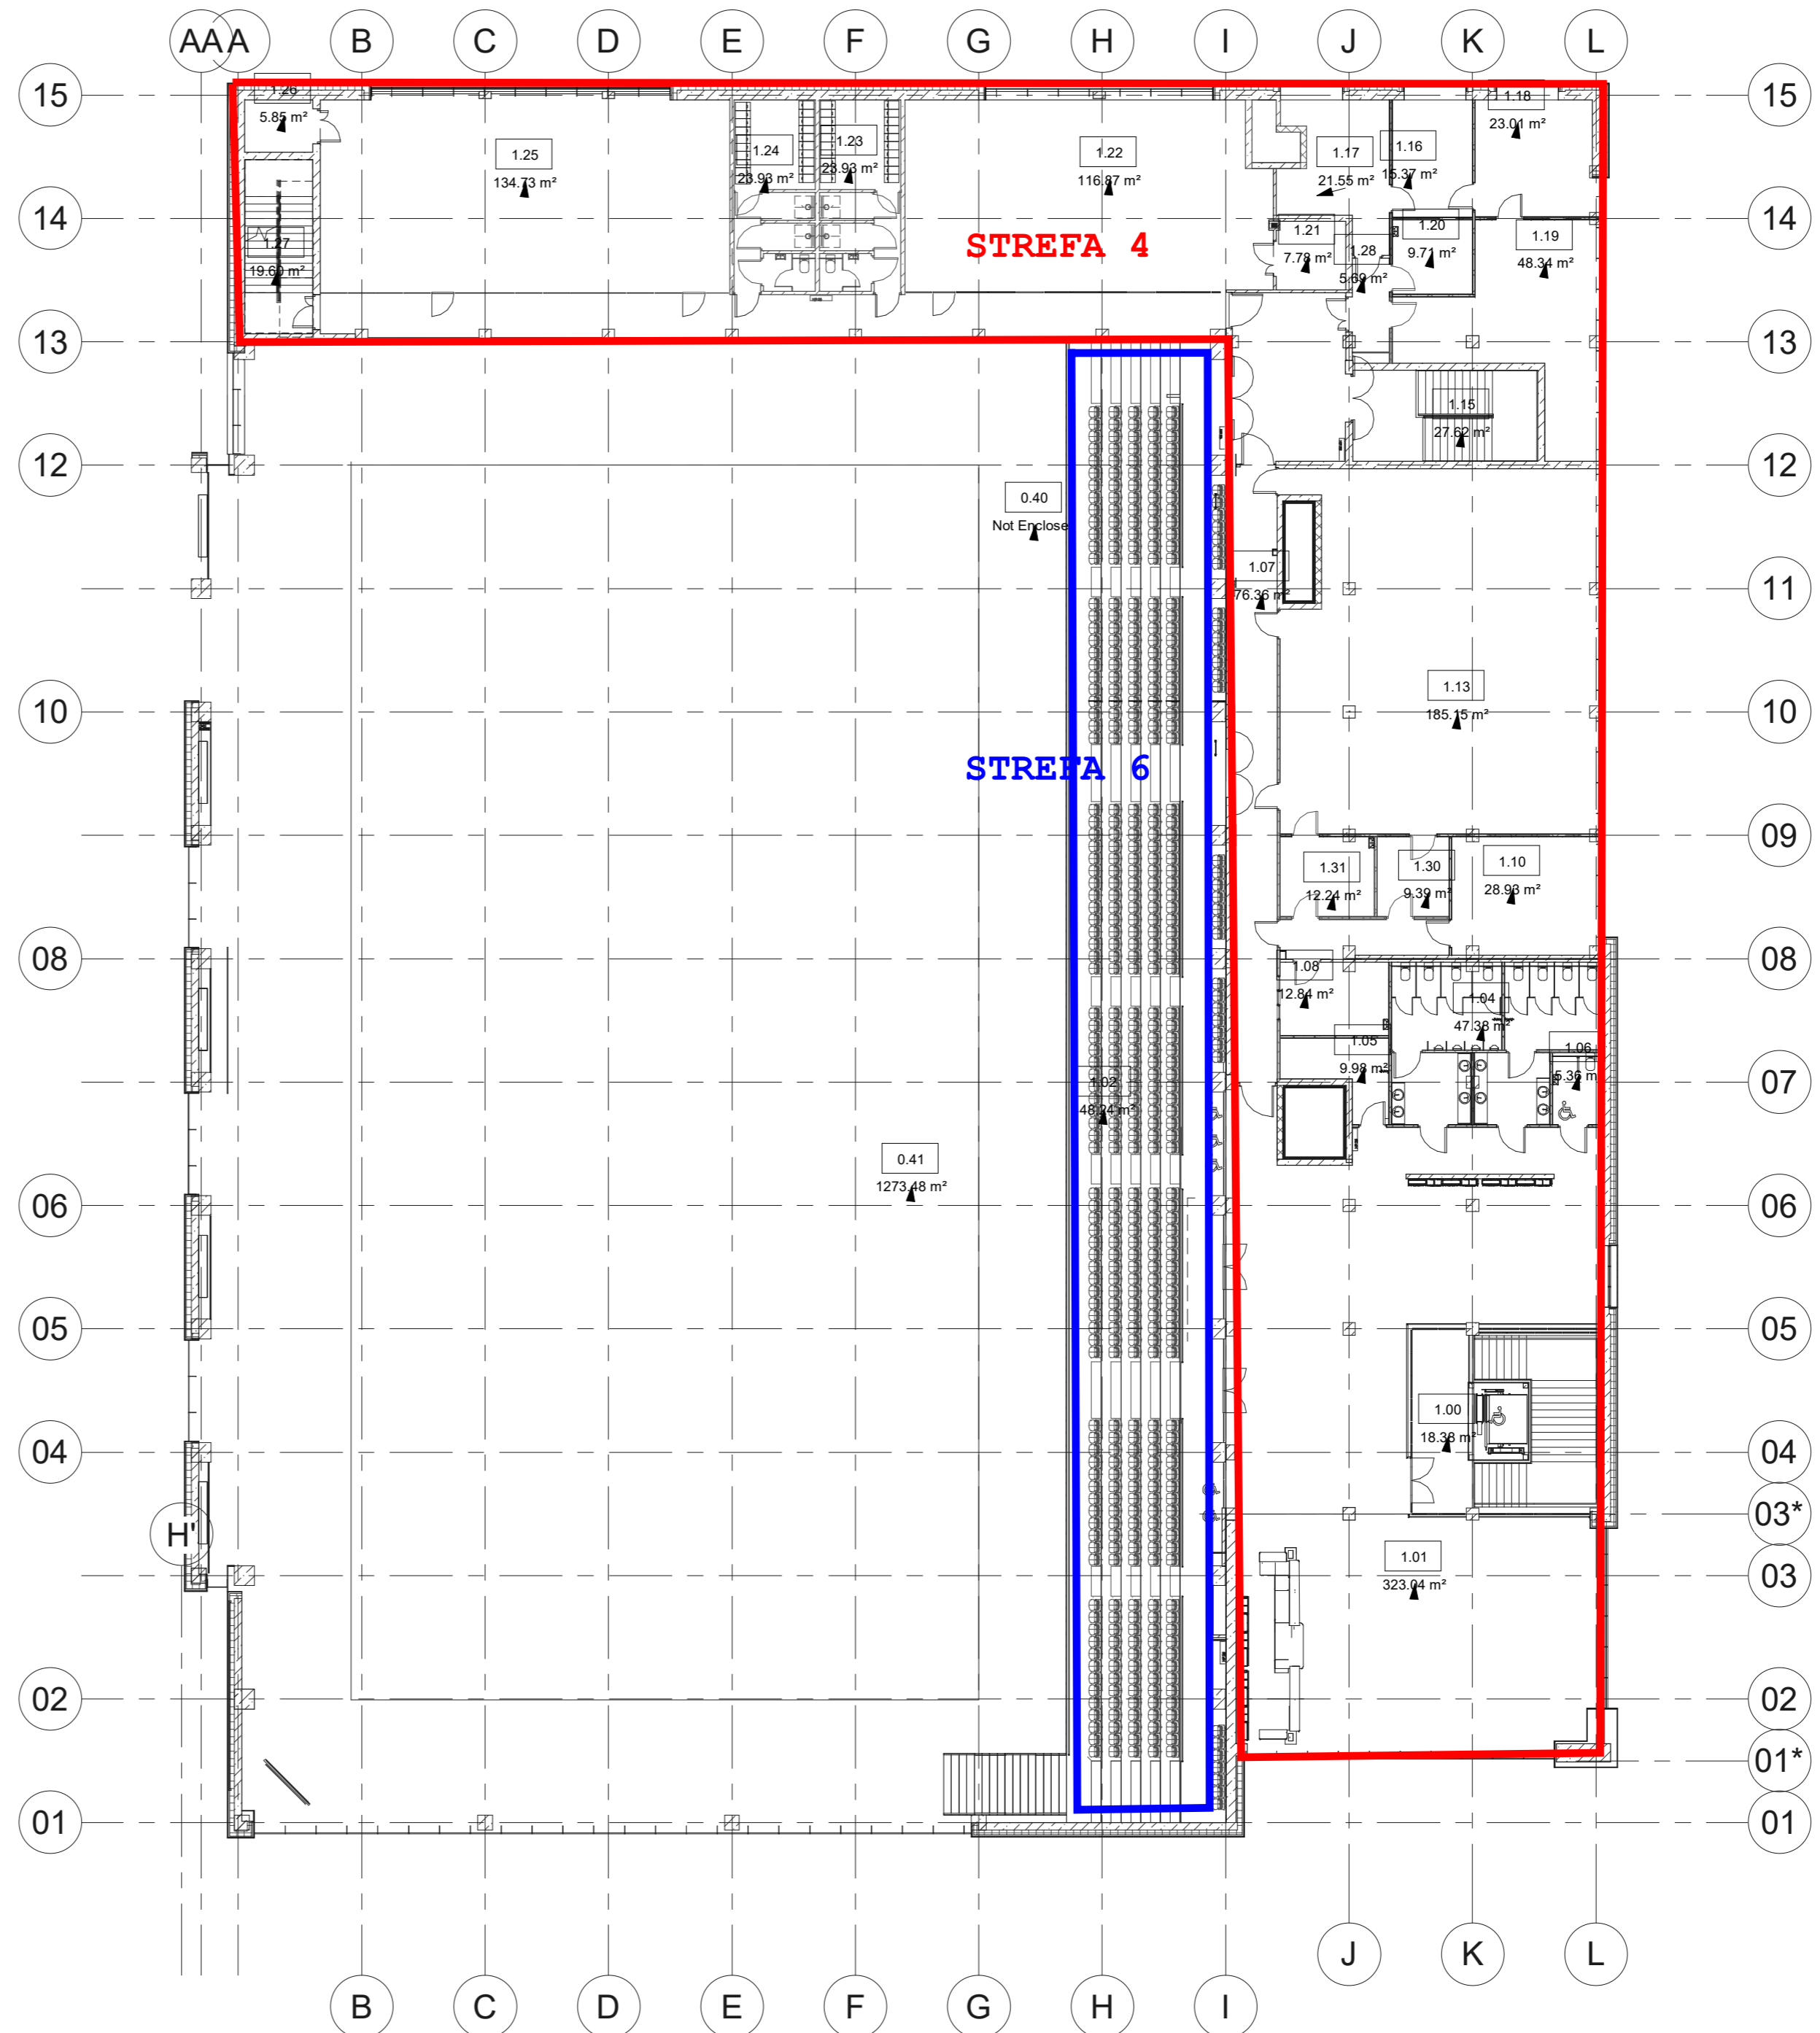 AA A B C D E F G H I J K L
15 15
1.26
5.85 m²
1.25
134.73 m²
1.24
23.93 m²
1.23
23.93 m²
1.22
116.87 m²
1.17
21.55 m²
1.16
15.37 m²
1.18
23.01 m²
14 14
1.27
19.60 m²
STREFA 4
1.21
7.78 m²
1.28
5.69 m²
1.20
9.71 m²
1.19
48.34 m²
13 13
1.15
27.62 m²
12 12
0.40
Not Enclose
1.07
76.36 m²
11
1.13
185.15 m²
10 10
STREFA 6
09
1.31
12.24 m²
1.30
9.39 m²
1.10
28.93 m²
08 08
1.08
12.84 m²
1.04
47.38 m²
1.05
9.98 m²
1.06
5.36 m
07
1.02
48.24 m²
0.41
1273.48 m²
06 06
05 05
1.00
18.38 m²
04 04
H'
03*
1.01
323.04 m²
03
02 02
01*
01 01
J K L
B C D E F G H I